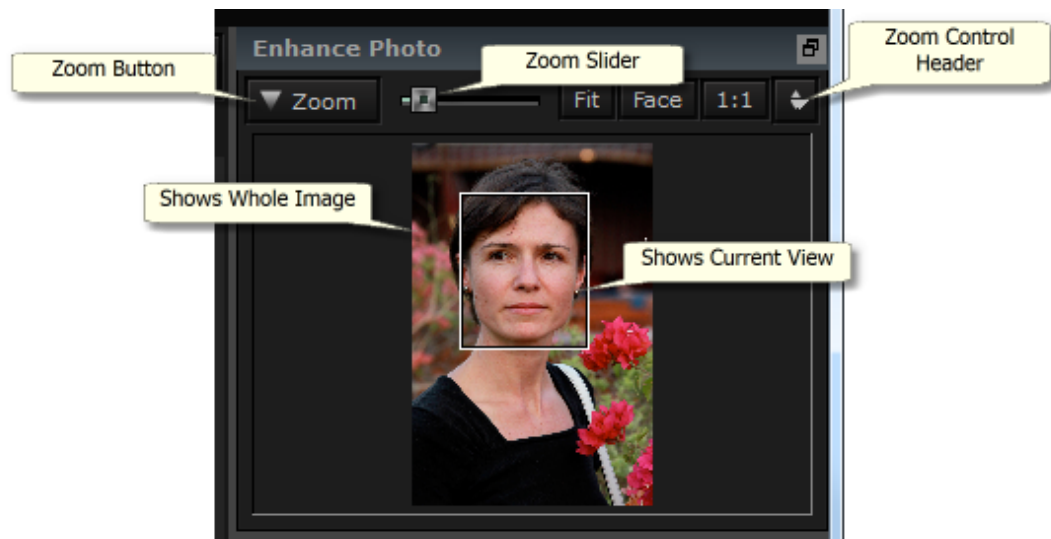 Enhance Photo
Zoom Control
Header
Zoom Button
Zoom Slider
Zoom
Fit
Face
1:1
Shows Whole Image
Shows Current View